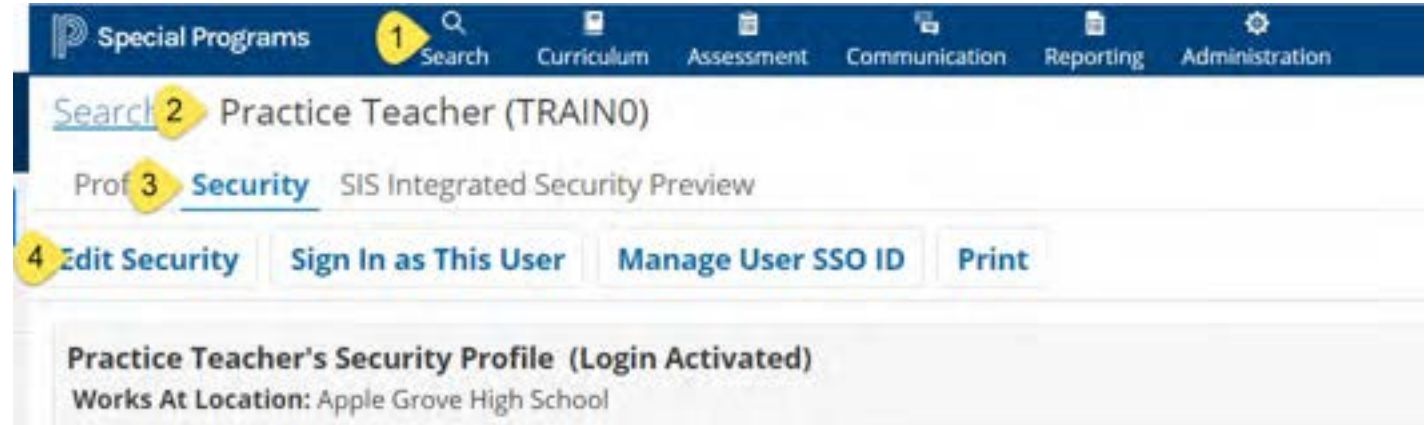 Special Programs 1 Search Curriculum Assessment Communication Reporting Administration
Search 2 Practice Teacher (TRAIN0)
Prof 3 Security SIS Integrated Security Preview
4 Edit Security Sign In as This User Manage User SSO ID Print
Practice Teacher's Security Profile (Login Activated)
Works At Location: Apple Grove High School